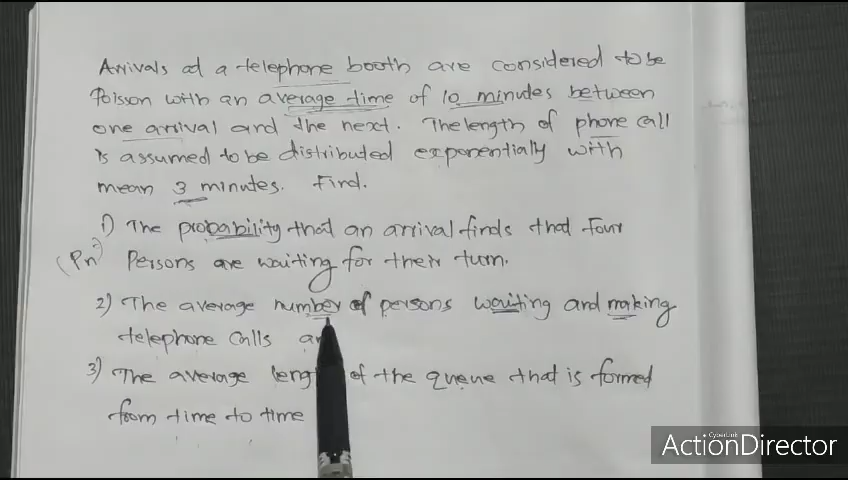 Arrivals at a telephone booth are considered to be
Poisson with an average time of 10 minutes between
one arrival and the next. The length of phone call
is assumed to be distributed exponentially with
mean 3 minutes. Find.
1) The probability that an arrival finds that four
(Pn) Persons are waiting for their turn.
2) The average number of persons waiting and making
telephone calls
3) The average of the queue that is formed
from time to time
CyberLink
ActionDirector